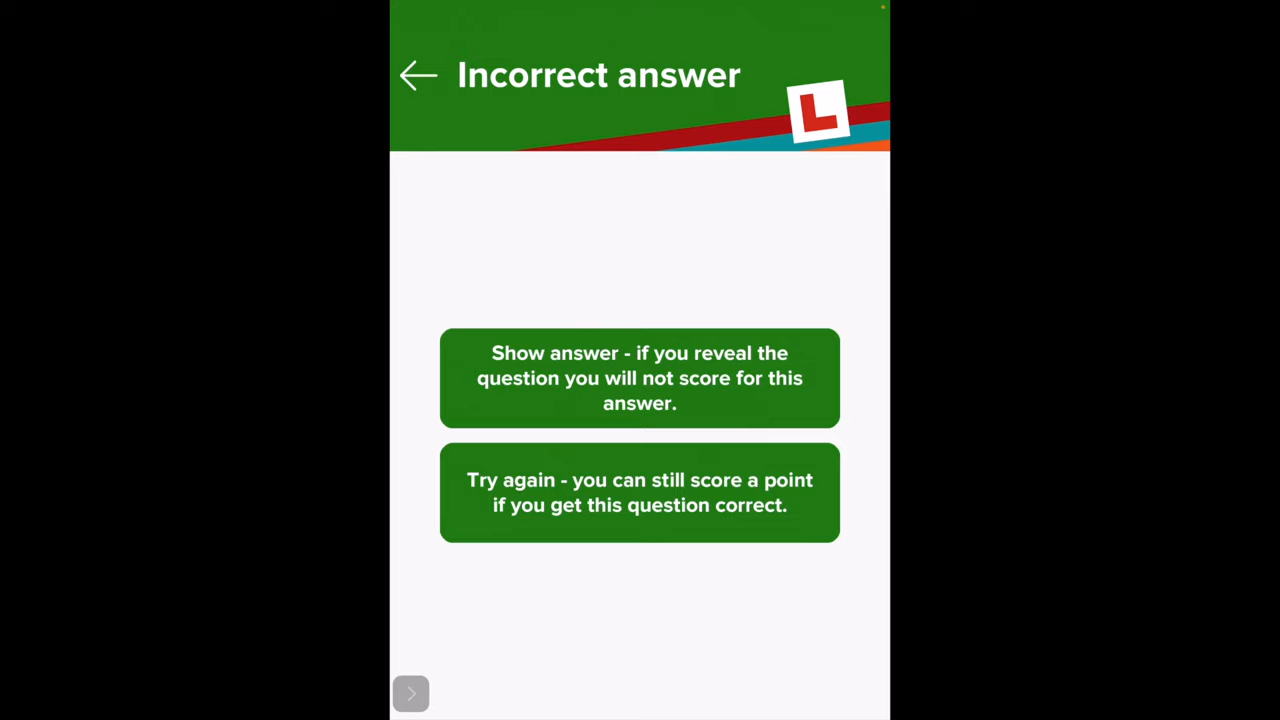 Incorrect answer
L
Show answer - if you reveal the
question you will not score for this
answer.
Try again - you can still score a point
if you get this question correct.